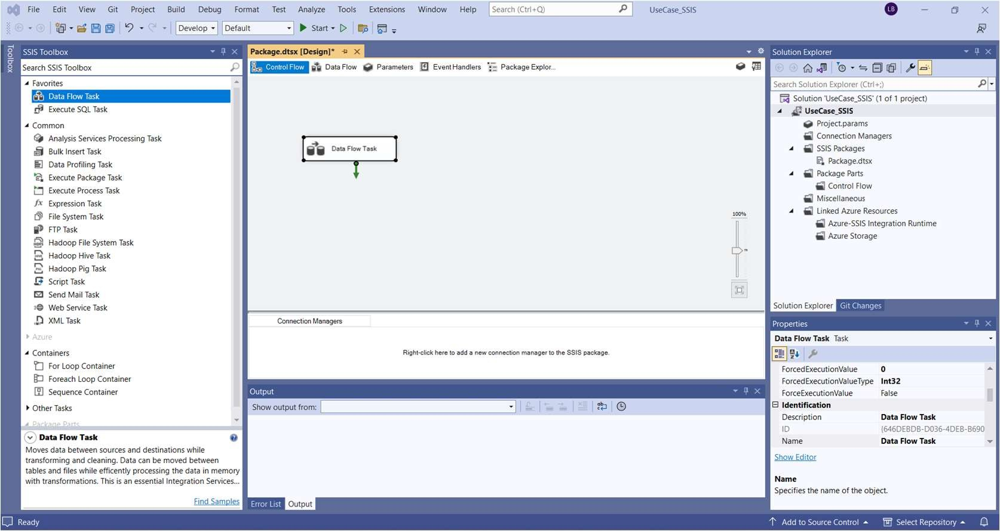 File Edit View Git Project Build Debug Format Test Analyze Tools Extensions Window Help Search (Ctrl+Q) UseCase_SSIS LB
Develop Default Start
Toolbox
SSIS Toolbox
Search SSIS Toolbox
Favorites
Data Flow Task
Execute SQL Task
Common
Analysis Services Processing Task
Bulk Insert Task
Data Profiling Task
Execute Package Task
Execute Process Task
Expression Task
File System Task
FTP Task
Hadoop File System Task
Hadoop Hive Task
Hadoop Pig Task
Script Task
Send Mail Task
Web Service Task
XML Task
Azure
Containers
For Loop Container
Foreach Loop Container
Sequence Container
Other Tasks
Package Parts
Data Flow Task
Moves data between sources and destinations while
transforming and cleaning. Data can be moved between
tables and files while efficently processing the data in memory
with transformations. This is an essential Integration Services...
Find Samples
Package.dtsx [Design]*
Control Flow Data Flow Parameters Event Handlers Package Explor...
Data Flow Task
100%
Connection Managers
Right-click here to add a new connection manager to the SSIS package.
Output
Show output from:
Error List Output
Solution Explorer
Search Solution Explorer (Ctrl+;)
Solution 'UseCase_SSIS' (1 of 1 project)
UseCase_SSIS
Project.params
Connection Managers
SSIS Packages
Package.dtsx
Package Parts
Control Flow
Miscellaneous
Linked Azure Resources
Azure-SSIS Integration Runtime
Azure Storage
Solution Explorer Git Changes
Properties
Data Flow Task Task
ForcedExecutionValue 0
ForcedExecutionValueType Int32
ForceExecutionValue False
Identification
Description Data Flow Task
ID {646DEBDB-D036-4DEB-B690
Name Data Flow Task
Show Editor
Name
Specifies the name of the object.
Ready Add to Source Control Select Repository